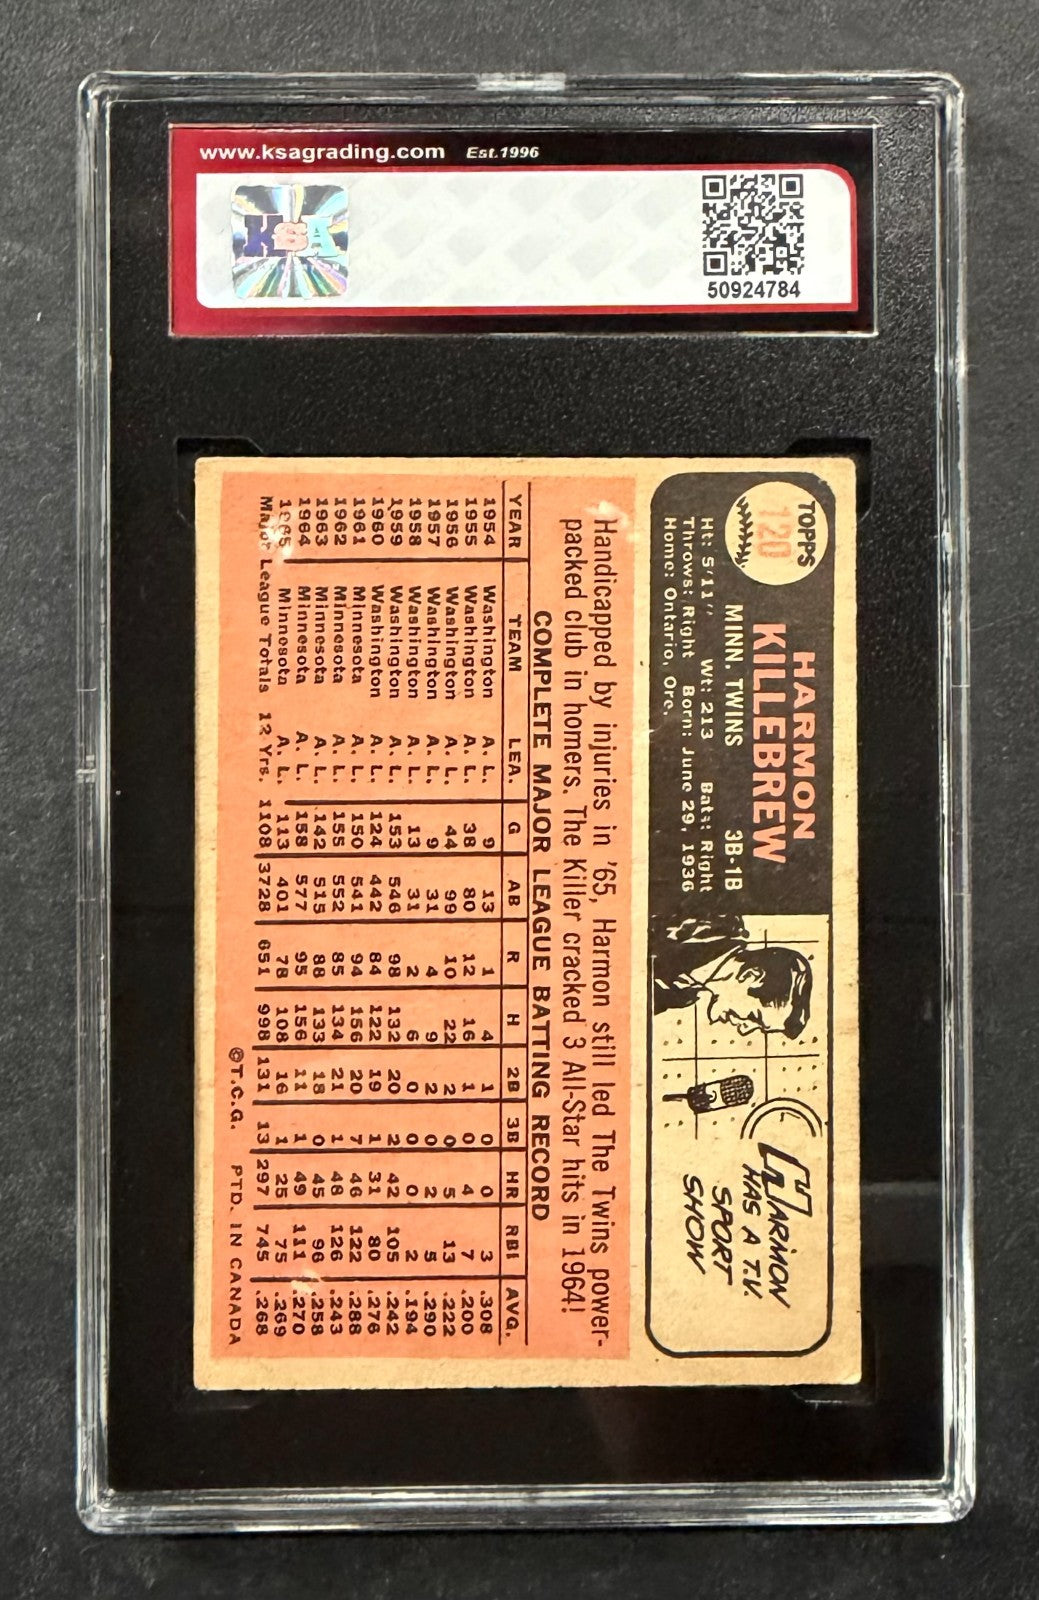 www.ksagrading.com Est.1996
KSA
50924784
TOPPS
120
HARMON
KILLEBREW
MINN. TWINS 3B-1B
Ht: 5'11" Wt: 213 Bats: Right
Throws: Right Born: June 29, 1936
Home: Ontario, Ore.
HARMON
HAS A T.V.
SPORT
SHOW
Handicapped by injuries in '65, Harmon still led The Twins power-
packed club in homers. The Killer cracked 3 All-Star hits in 1964!
COMPLETE MAJOR LEAGUE BATTING RECORD
YEAR TEAM LEA. G AB R H 2B 3B HR RBI AVG.
1954 Washington A. L. 9 13 1 4 1 0 0 3 .308
1955 Washington A. L. 38 80 12 16 1 0 4 7 .200
1956 Washington A. L. 44 99 10 22 2 0 5 13 .222
1957 Washington A. L. 9 31 4 9 2 0 2 5 .290
1958 Washington A. L. 13 31 2 6 0 0 0 2 .194
1959 Washington A. L. 153 546 98 132 20 2 42 105 .242
1960 Washington A. L. 124 442 84 122 19 1 31 80 .276
1961 Minnesota A. L. 150 541 94 156 20 7 46 122 .288
1962 Minnesota A. L. 155 552 85 134 21 1 48 126 .243
1963 Minnesota A. L. 142 515 88 133 18 0 45 96 .258
1964 Minnesota A. L. 158 577 95 156 11 1 49 111 .270
1965 Minnesota A. L. 113 401 78 108 16 1 25 75 .269
Major League Totals 12 Yrs. 1108 3728 651 998 131 13 297 745 .268
©T.C.G. PTD. IN CANADA